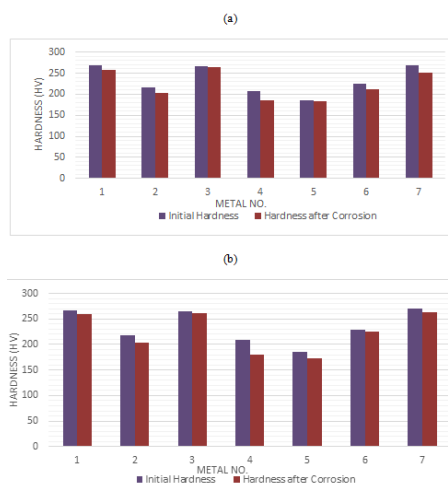 (a)
300
250
200
150
100
50
0
HARDNESS (HV)
1 2 3 4 5 6 7
METAL NO.
Initial Hardness Hardness after Corrosion
(b)
300
250
200
150
100
50
0
HARDNESS (HV)
1 2 3 4 5 6 7
METAL NO.
Initial Hardness Hardness after Corrosion